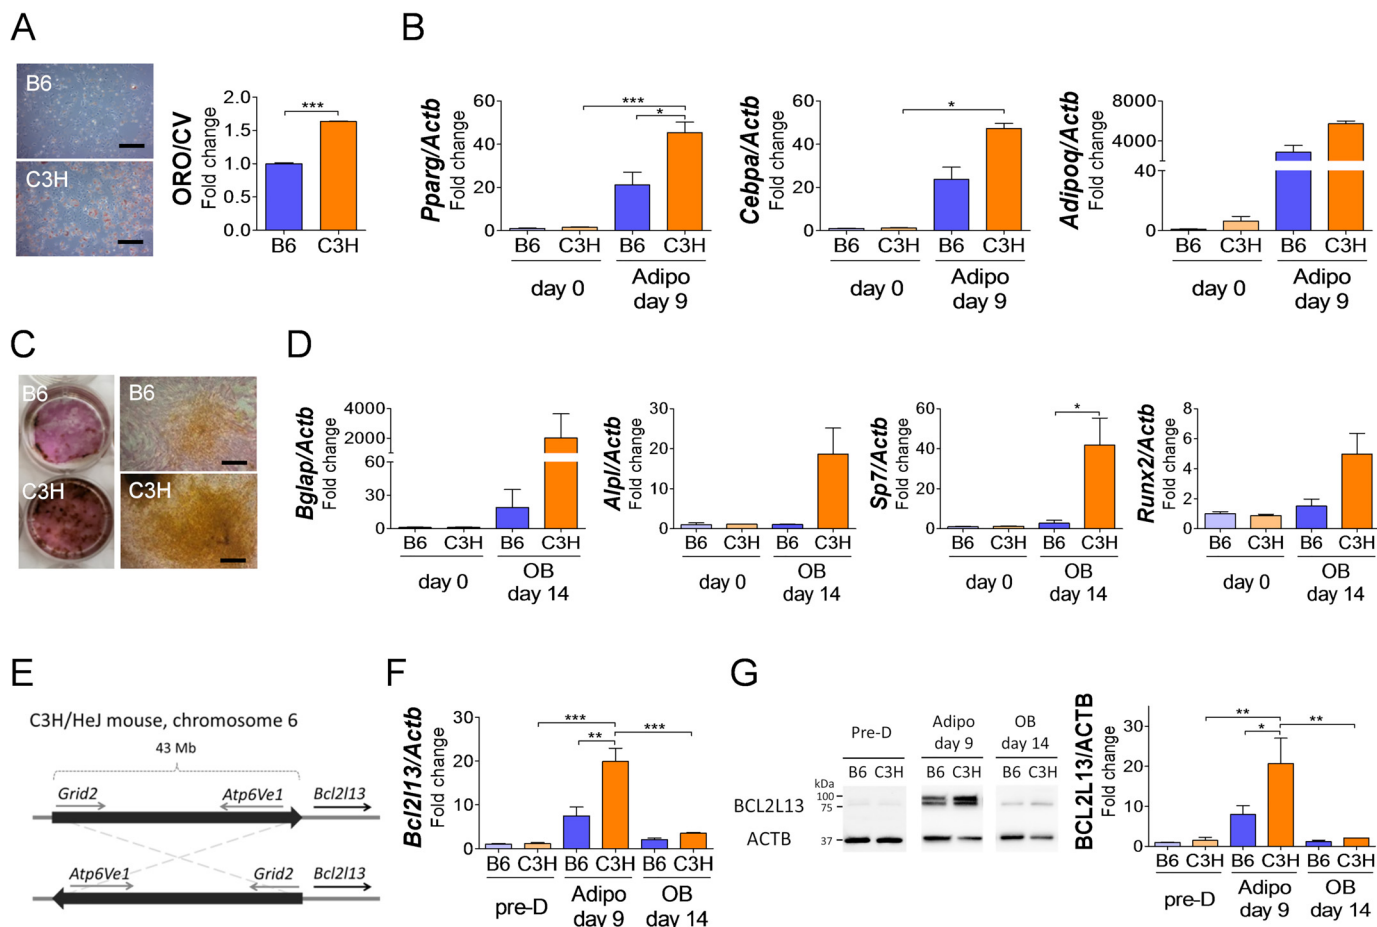 A
B6
C3H
ORO/CV
Fold change
2.0
1.5
1.0
0.5
0.0
***
B6 C3H
B
Pparg/Actb
Fold change
60
40
20
0
***
*
B6 C3H B6 C3H
day 0 Adipo
day 9
Cebpa/Actb
Fold change
60
40
20
0
*
B6 C3H B6 C3H
day 0 Adipo
day 9
Adipoq/Actb
Fold change
8000
4000
40
0
B6 C3H B6 C3H
day 0 Adipo
day 9
C
B6
C3H
B6
C3H
D
Bglap/Actb
Fold change
4000
2000
60
30
0
B6 C3H B6 C3H
day 0 OB
day 14
Alpl/Actb
Fold change
30
20
10
0
B6 C3H B6 C3H
day 0 OB
day 14
Sp7/Actb
Fold change
60
40
20
0
*
B6 C3H B6 C3H
day 0 OB
day 14
Runx2/Actb
Fold change
8
6
4
2
0
B6 C3H B6 C3H
day 0 OB
day 14
E
C3H/HeJ mouse, chromosome 6
43 Mb
Grid2 Atp6Ve1 Bcl2l13
Atp6Ve1 Grid2 Bcl2l13
F
Bcl2l13/Actb
Fold change
30
20
10
0
***
***
**
B6 C3H B6 C3H B6 C3H
pre-D Adipo OB
day 9 day 14
G
Pre-D Adipo OB
day 9 day 14
B6 C3H B6 C3H B6 C3H
kDa
BCL2L13 100
75
ACTB 37
BCL2L13/ACTB
Fold change
30
20
10
0
**
**
*
B6 C3H B6 C3H B6 C3H
pre-D Adipo OB
day 9 day 14